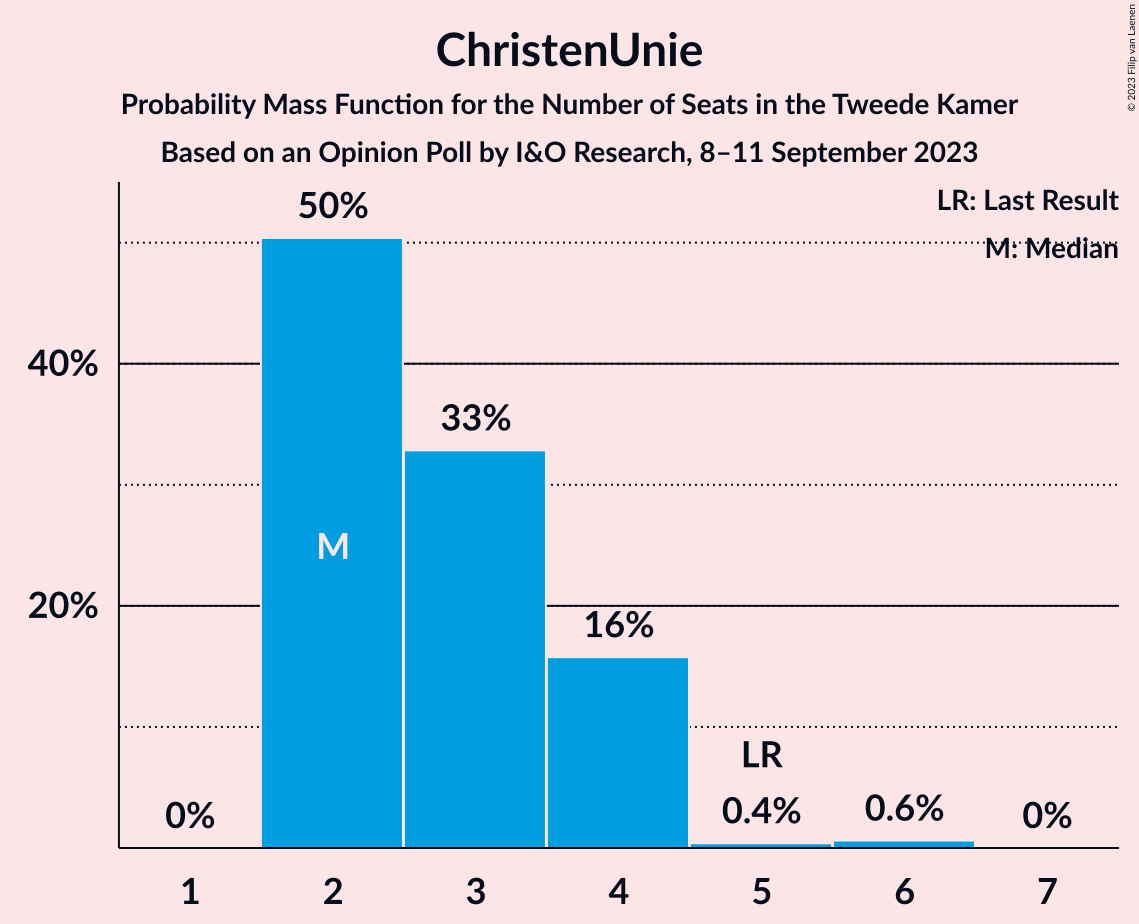 ChristenUnie
Probability Mass Function for the Number of Seats in the Tweede Kamer
Based on an Opinion Poll by I&O Research, 8–11 September 2023
© 2023 Filip van Laenen
LR: Last Result
M: Median
50%
40%
33%
M
20%
16%
LR
0%
0.4%
0.6%
0%
1 2 3 4 5 6 7